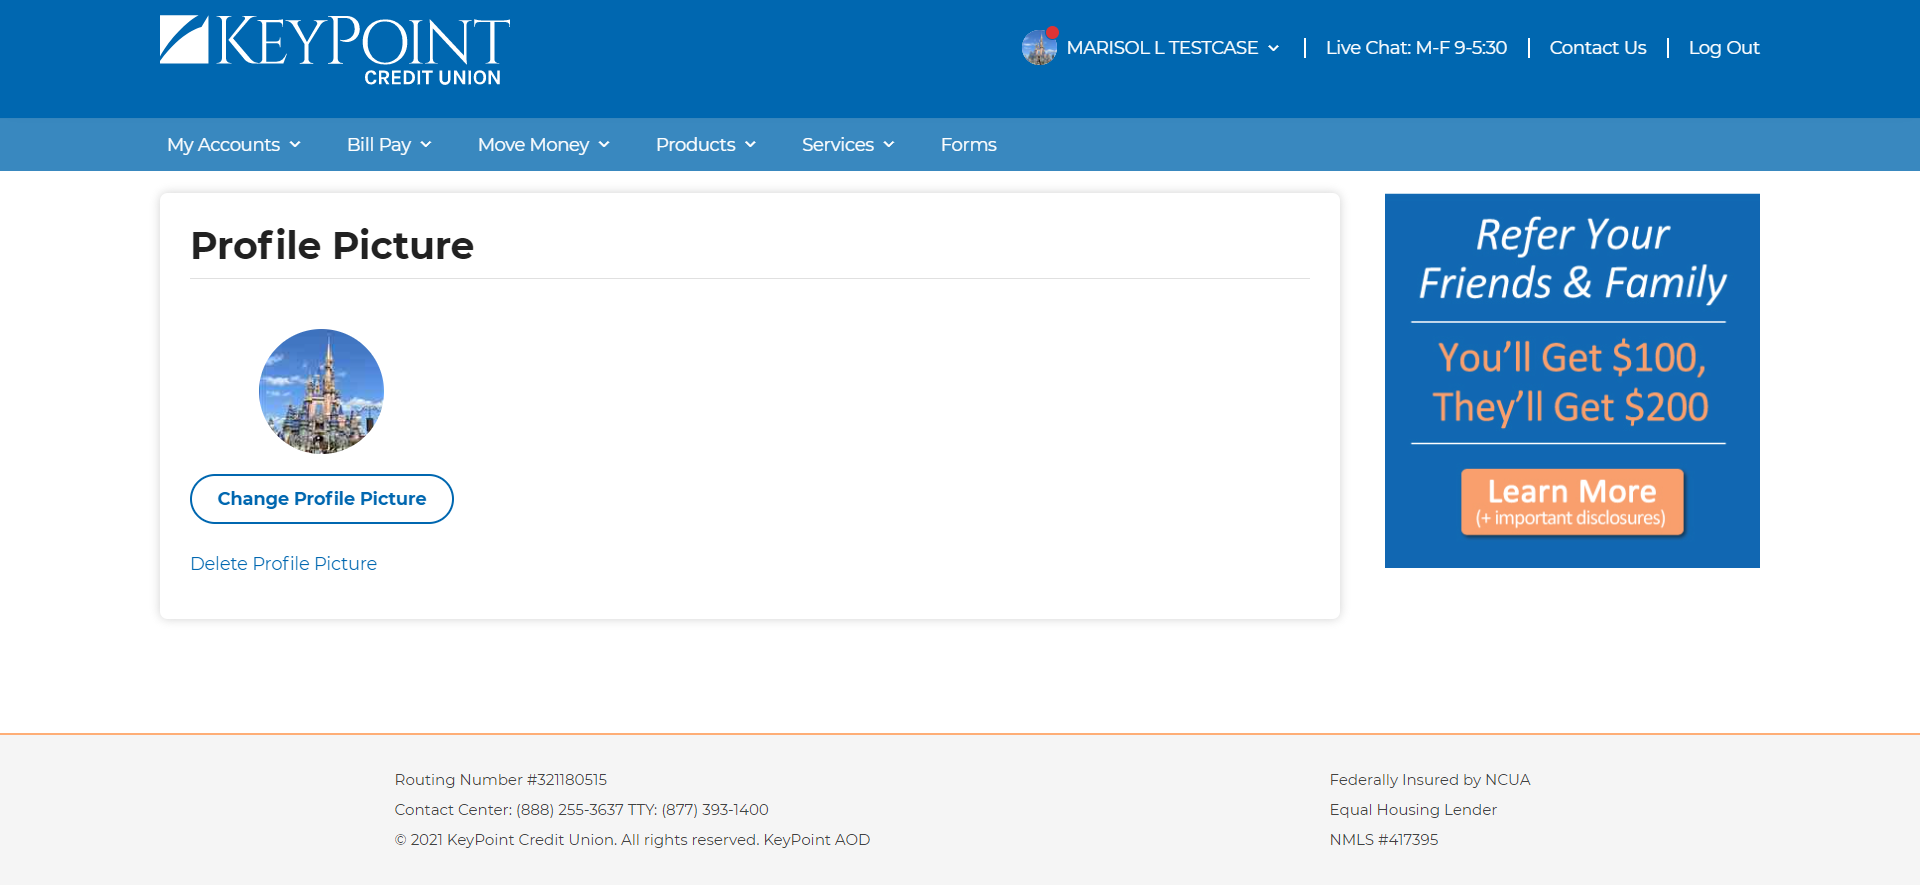 KEYPOINT
CREDIT UNION
MARISOL L TESTCASE
Live Chat: M-F 9-5:30
Contact Us
Log Out
My Accounts
Bill Pay
Move Money
Products
Services
Forms
Profile Picture
Change Profile Picture
Delete Profile Picture
Refer Your
Friends & Family
You'll Get $100,
They'll Get $200
Learn More
(+ important disclosures)
Routing Number #321180515
Contact Center: (888) 255-3637 TTY: (877) 393-1400
© 2021 KeyPoint Credit Union. All rights reserved. KeyPoint AOD
Federally Insured by NCUA
Equal Housing Lender
NMLS #417395